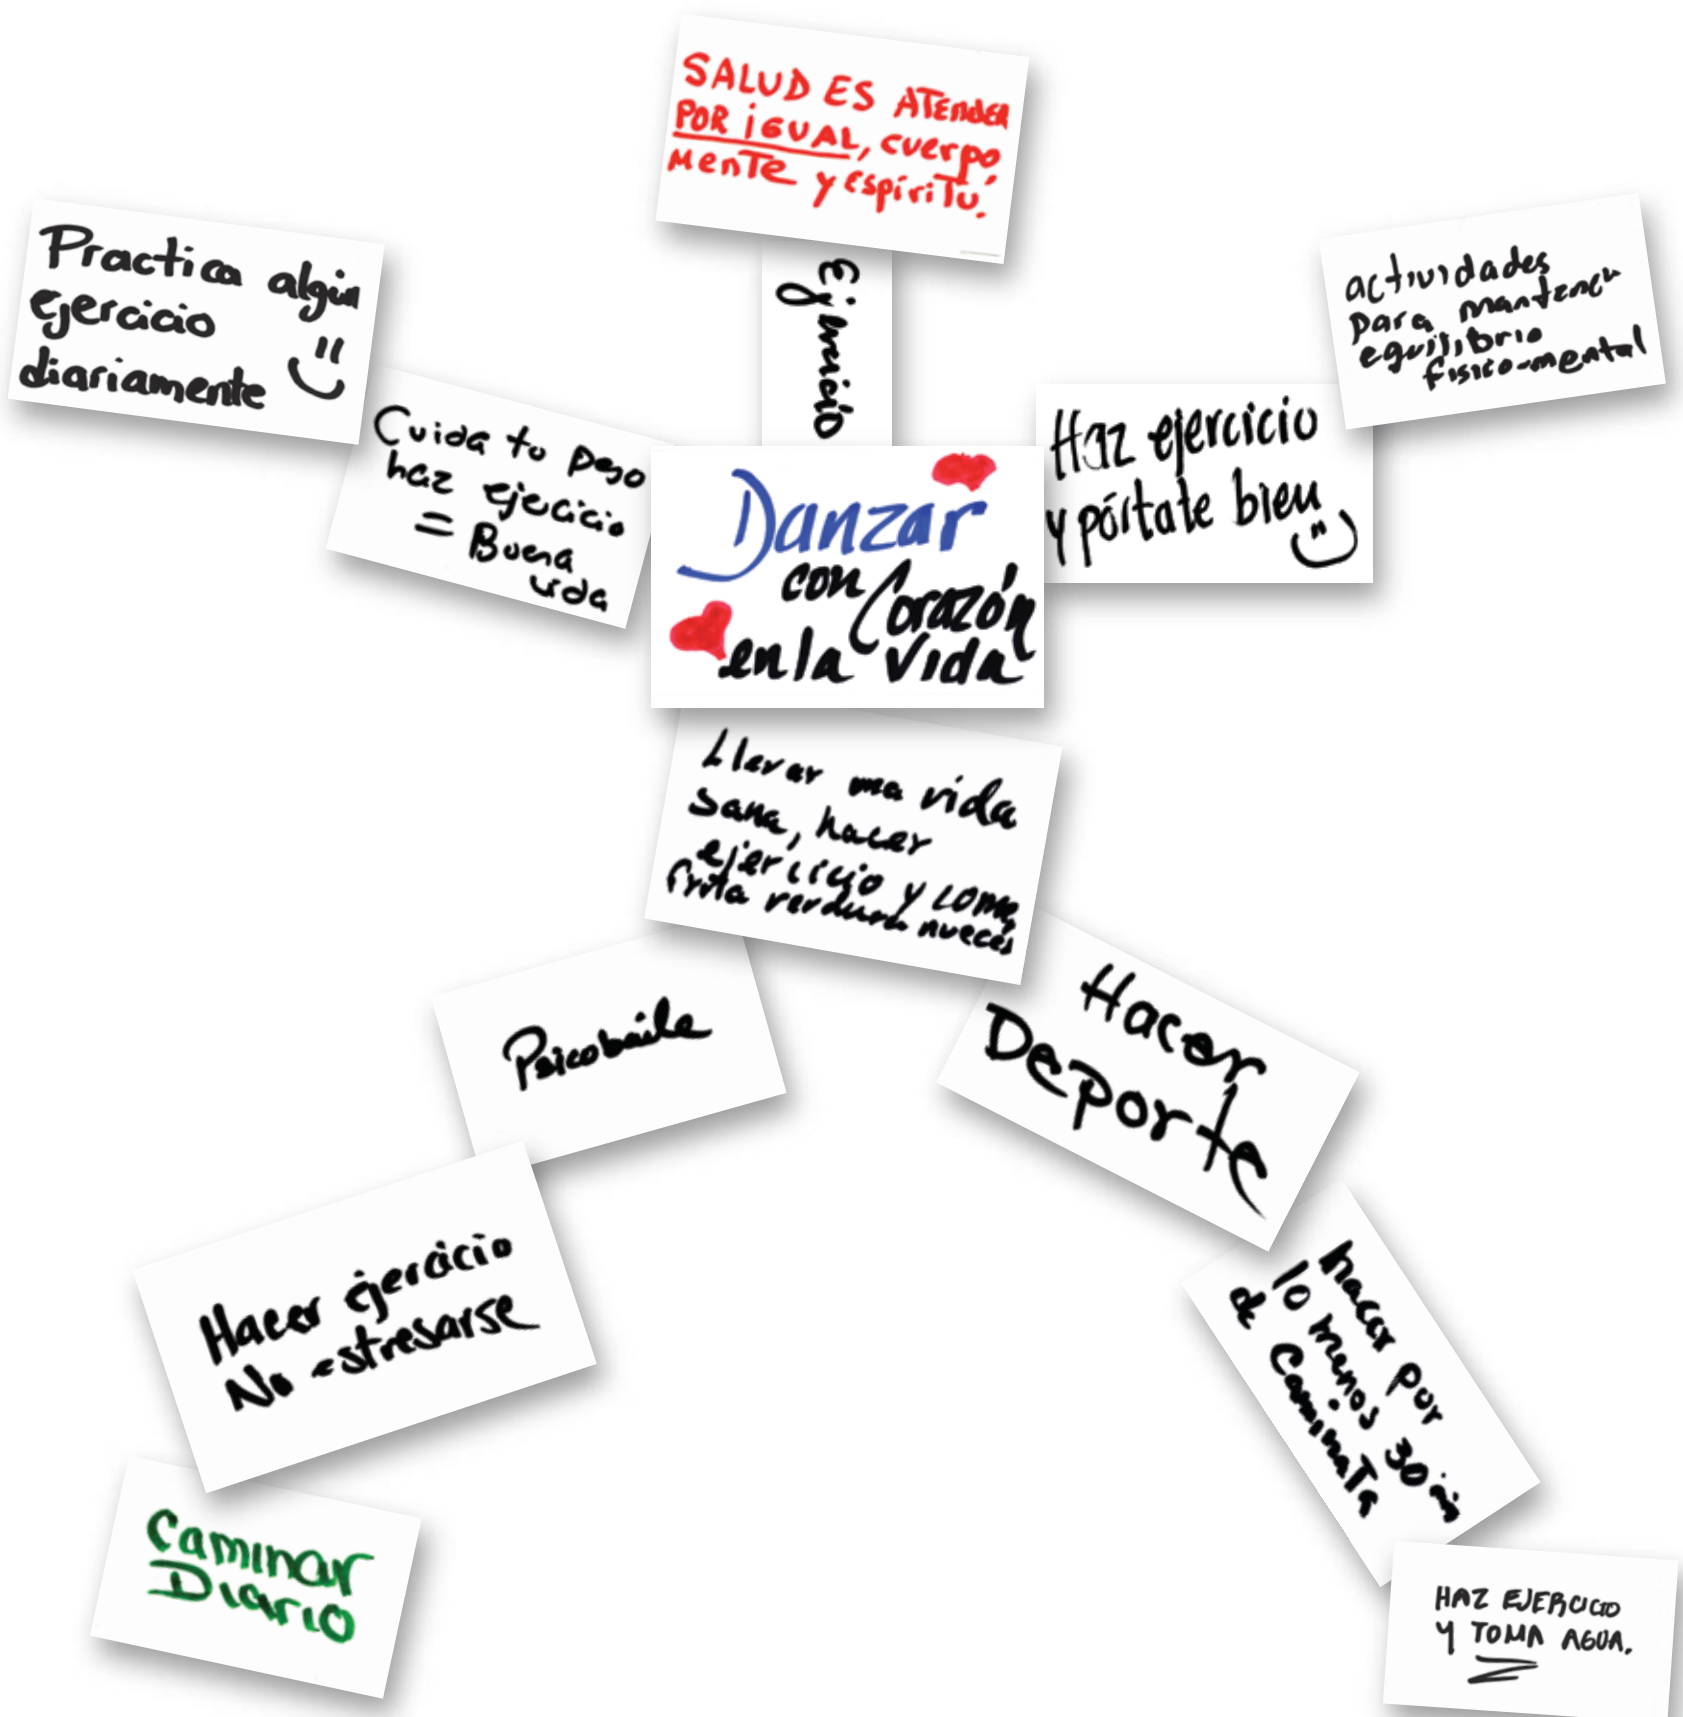 SALUD ES ATENDER
POR IGUAL, cuerpo
mente y espíritu.
Practica algún
ejercicio
diariamente
Ejercicio
actividades
para mantener
equilibrio
físico-mental
Cuida tu peso
haz ejercicio
= Buena
vida
Danzar
con Corazón
en la Vida
Haz ejercicio
y pórtate bien
Llevar una vida
sana, hacer
ejercicio y comer
fruta verdura nueces
Psicobaile
Hacer
Deporte
Hacer ejercicio
No estresarse
hacer por
lo menos 30 min
de Caminata
Caminar
Diario
HAZ EJERCICIO
Y TOMA AGUA.